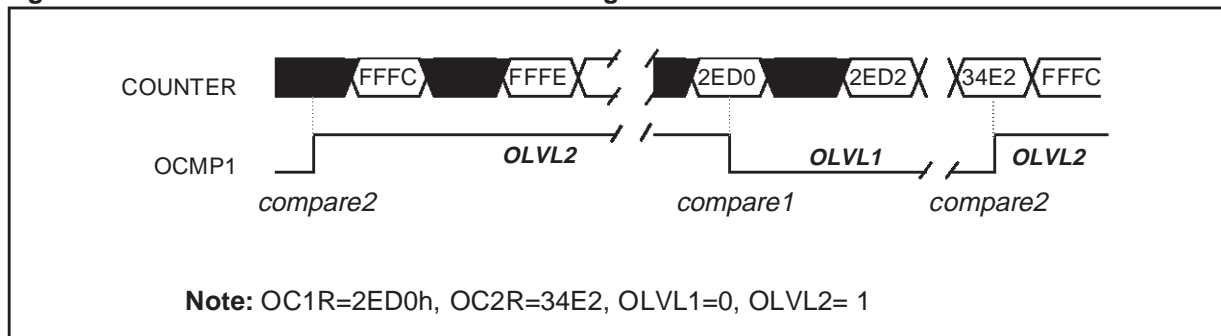 COUNTER FFFC FFFE 2ED0 2ED2 34E2 FFFC
OCMP1 OLVL2 OLVL1 OLVL2
compare2 compare1 compare2
Note: OC1R=2ED0h, OC2R=34E2, OLVL1=0, OLVL2= 1